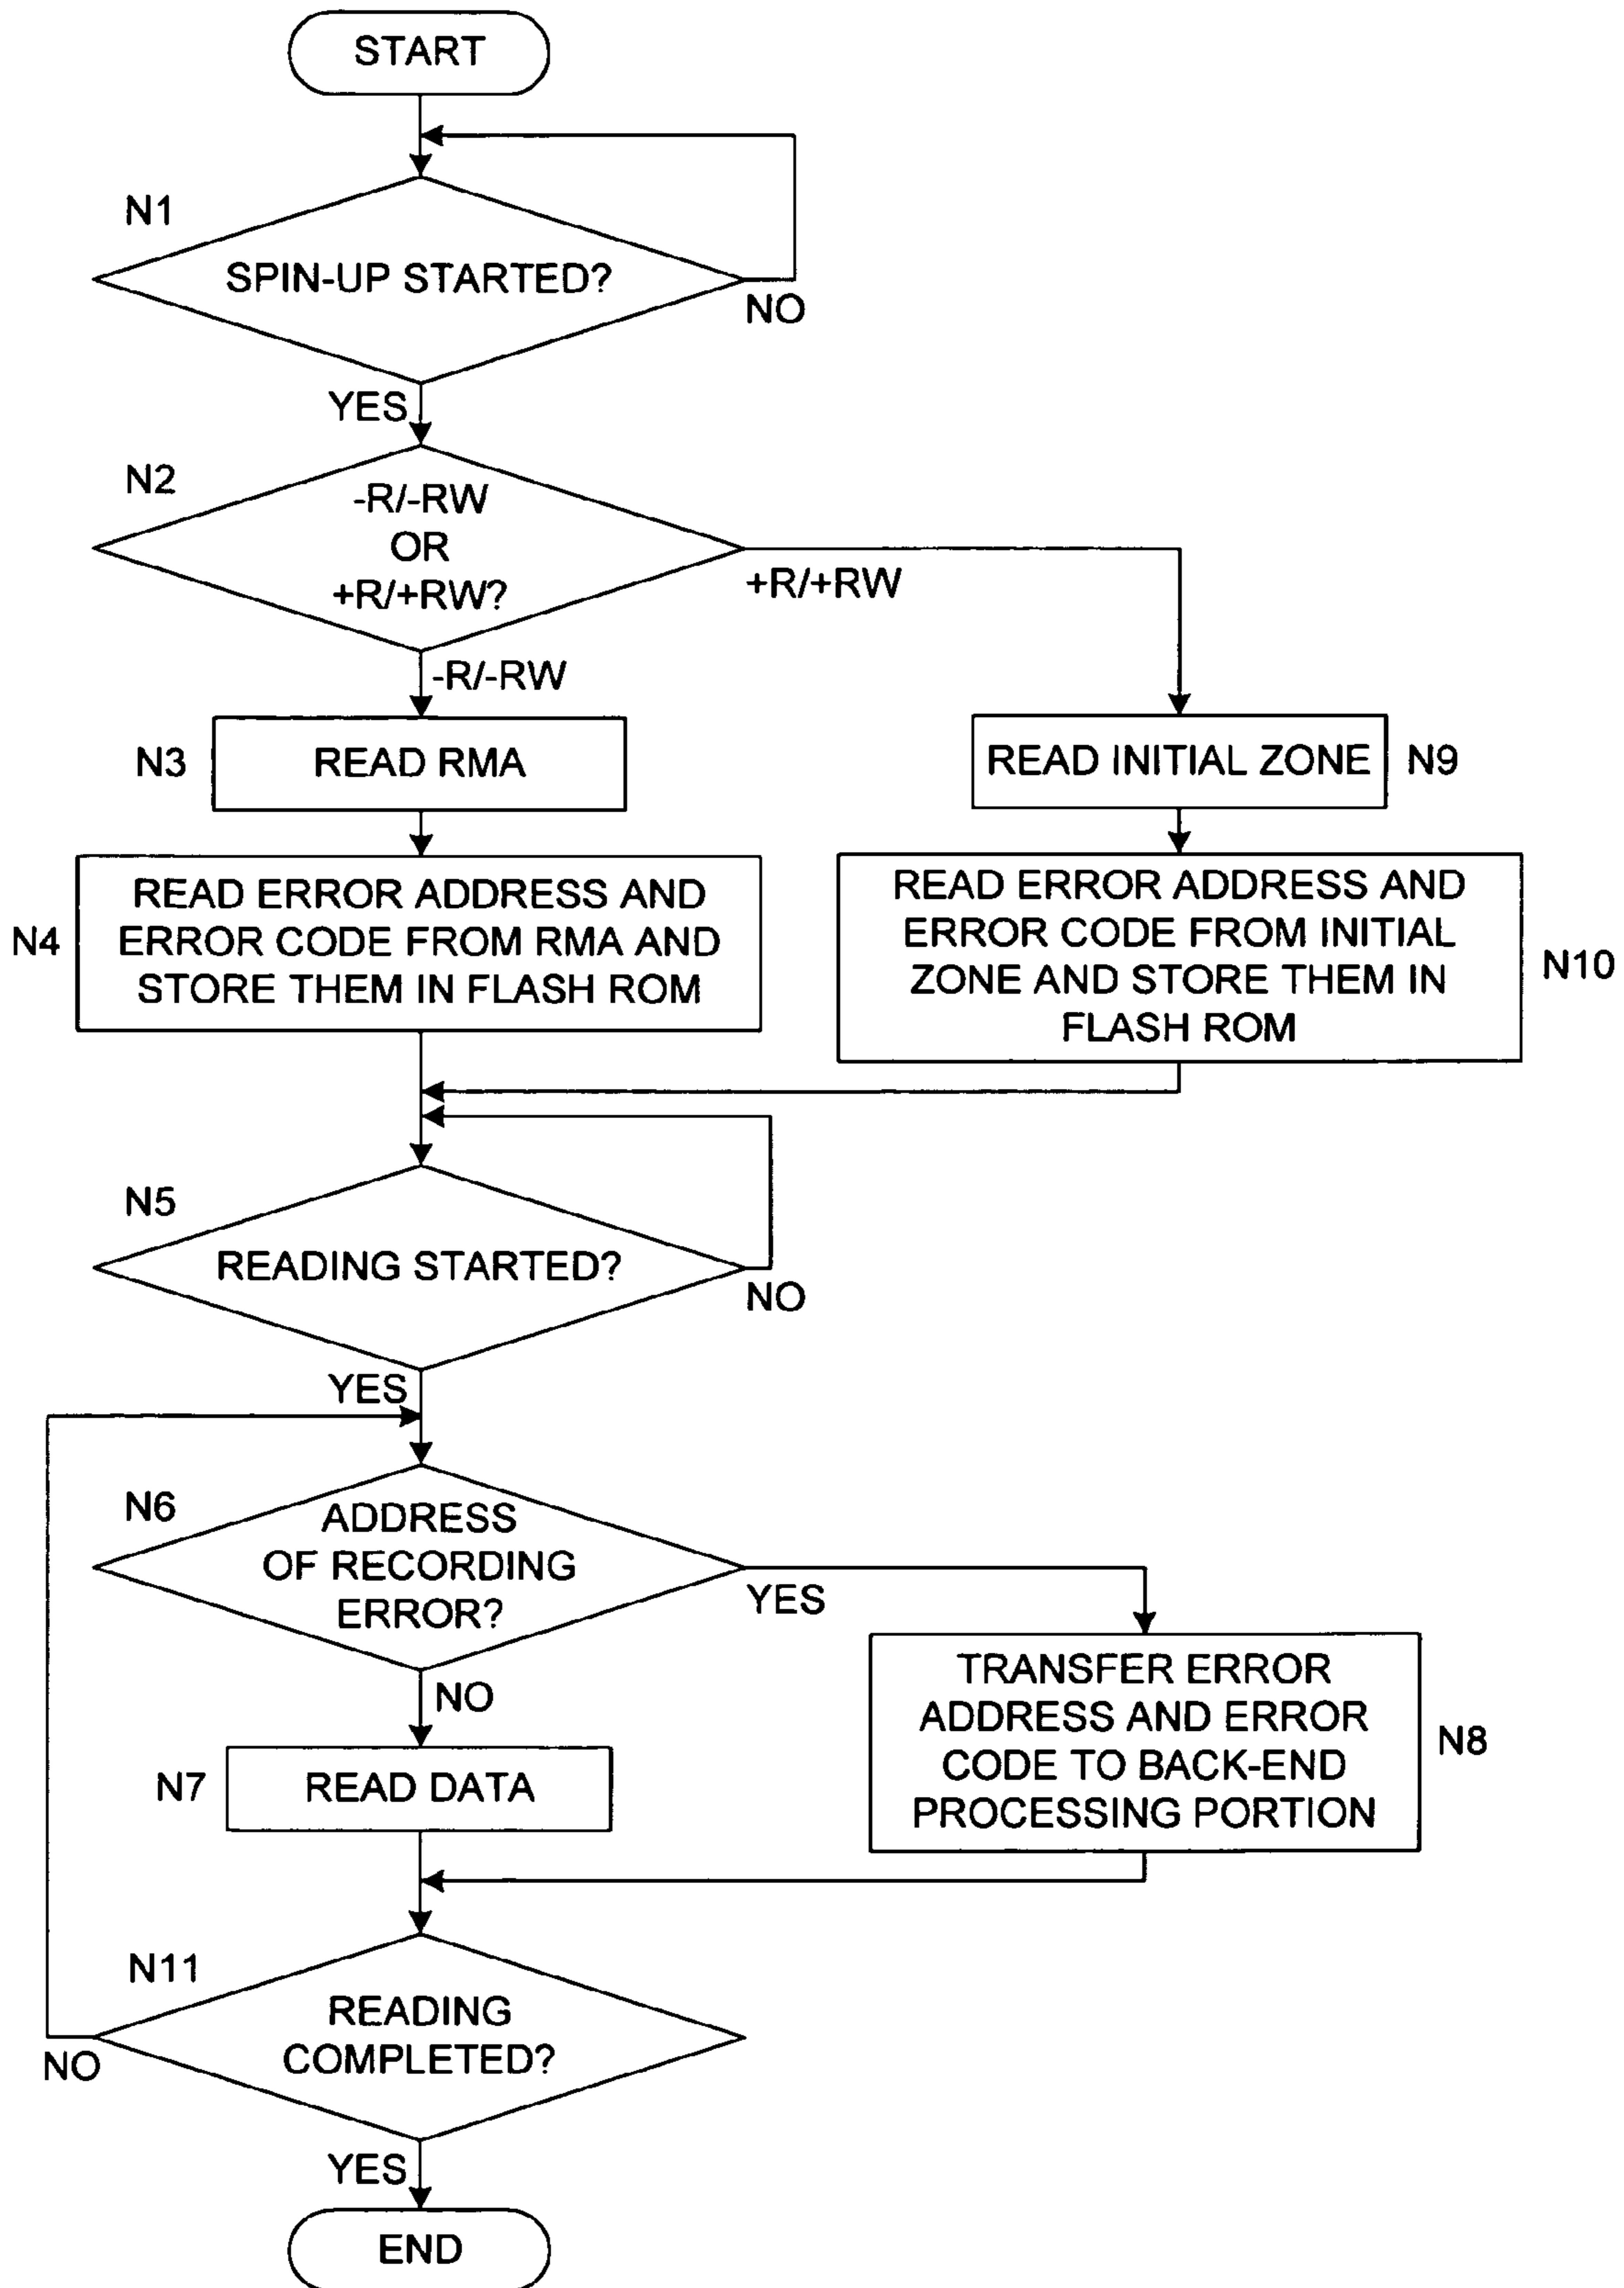 START
N1
SPIN-UP STARTED?
NO
YES
N2
-R/-RW
OR
+R/+RW?
+R/+RW
-R/-RW
N3
READ RMA
READ INITIAL ZONE
N9
N4
READ ERROR ADDRESS AND
ERROR CODE FROM RMA AND
STORE THEM IN FLASH ROM
READ ERROR ADDRESS AND
ERROR CODE FROM INITIAL
ZONE AND STORE THEM IN
FLASH ROM
N10
N5
READING STARTED?
NO
YES
N6
ADDRESS
OF RECORDING
ERROR?
YES
NO
N7
READ DATA
TRANSFER ERROR
ADDRESS AND ERROR
CODE TO BACK-END
PROCESSING PORTION
N8
N11
READING
COMPLETED?
NO
YES
END